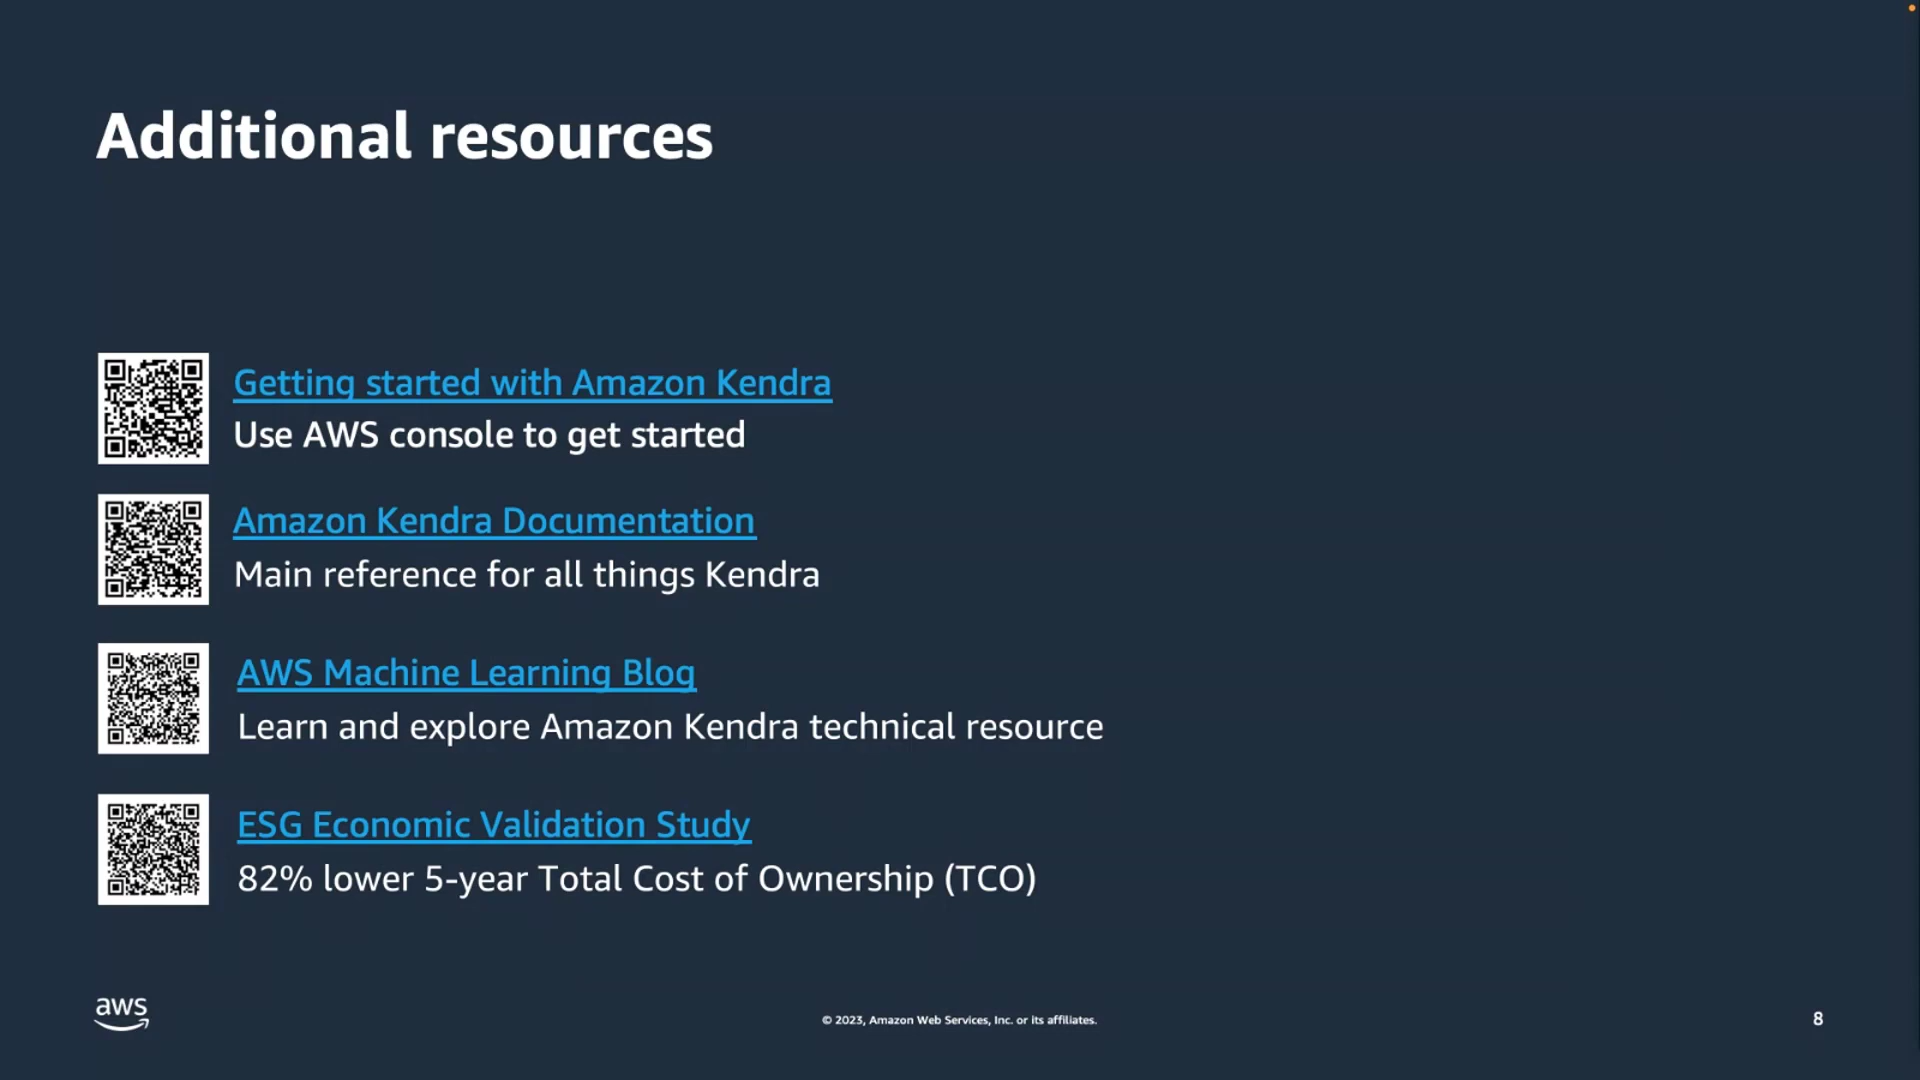 Additional resources
Getting started with Amazon Kendra
Use AWS console to get started
Amazon Kendra Documentation
Main reference for all things Kendra
AWS Machine Learning Blog
Learn and explore Amazon Kendra technical resource
ESG Economic Validation Study
82% lower 5-year Total Cost of Ownership (TCO)
aws
© 2023, Amazon Web Services, Inc. or its affiliates.
8